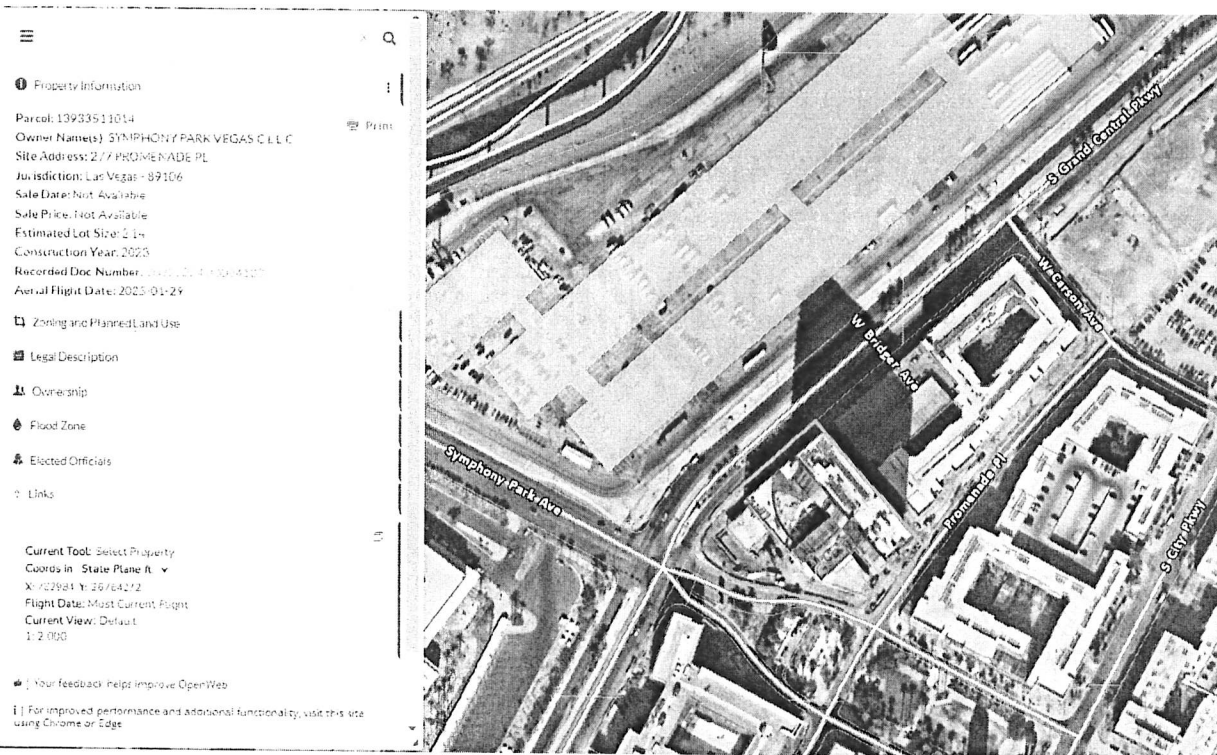 Property Information
Parcel: 13933511014
Print
Owner Name(s): SYMPHONY PARK VEGAS C L L C
Site Address: 277 PROMENADE PL
Jurisdiction: Las Vegas - 89106
Sale Date: Not Available
Sale Price: Not Available
Estimated Lot Size:
Construction Year: 2023
Recorded Doc Number:
Aerial Flight Date: 2025-01-29
Zoning and Planned Land Use
Legal Description
Ownership
Flood Zone
Elected Officials
Links
Current Tool: Select Property
Coords in State Plane ft
X: Y:
Flight Date: Most Current Flight
Current View: Default
1: 2,000
| Your feedback helps improve OpenWeb
| For improved performance and additional functionality, visit this site
using Chrome or Edge
S Grand Central Pkwy
W Carson Ave
W Bridger Ave
Symphony Park Ave
Promenade Pl
S City Pkwy